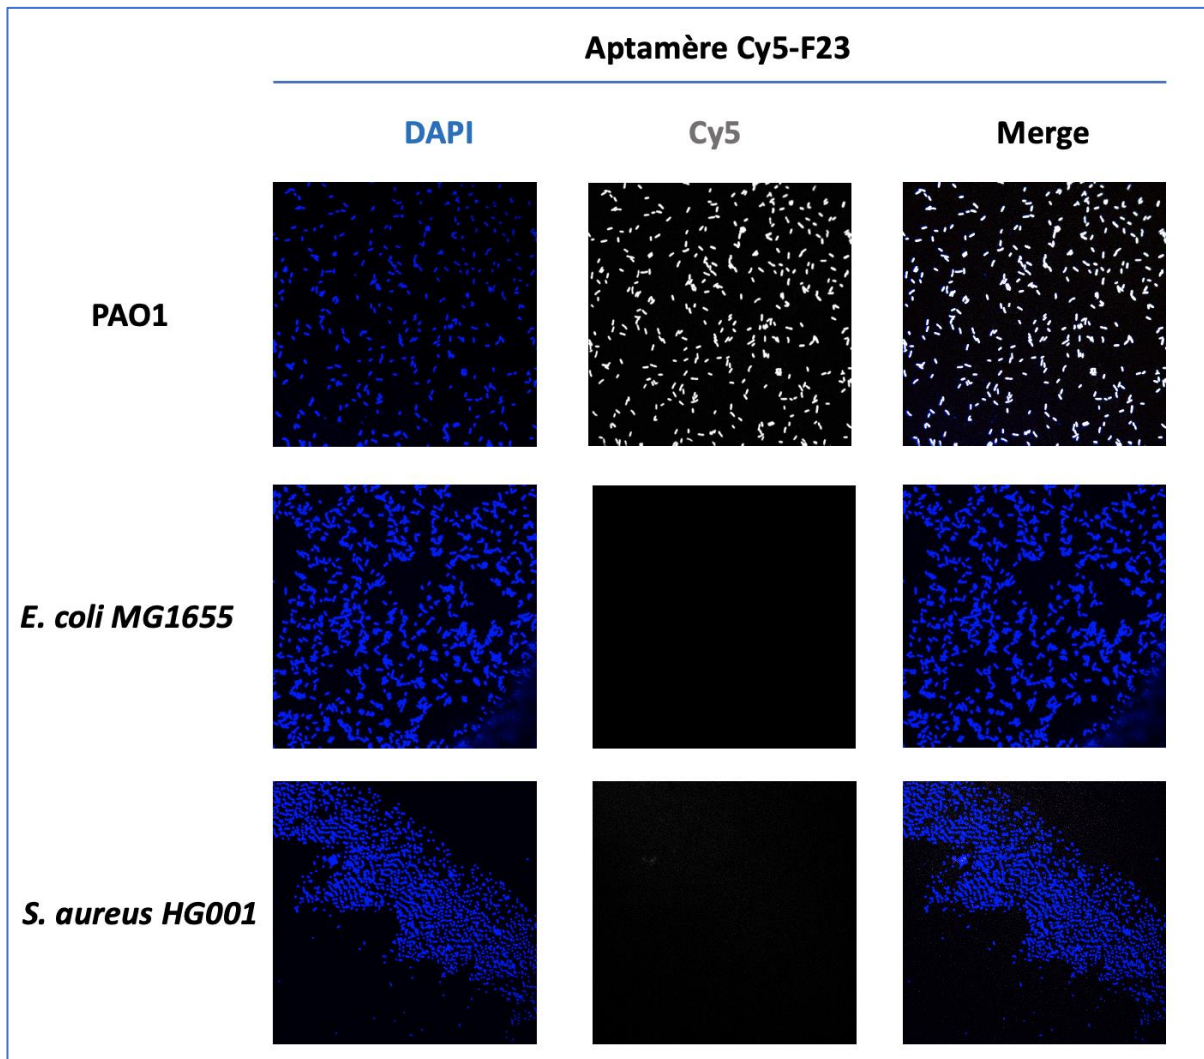 Aptamère Cy5-F23
DAPI
Cy5
Merge
PAO1
E. coli MG1655
S. aureus HG001